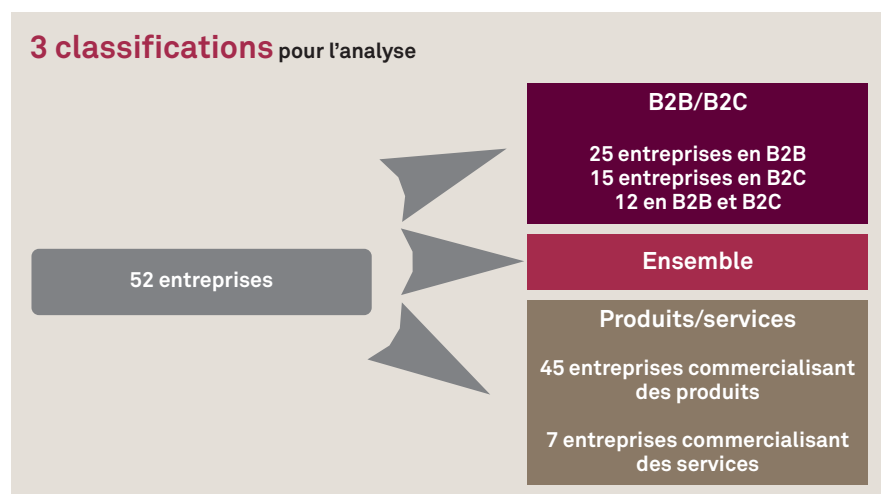 3 classifications pour l'analyse
52 entreprises
B2B/B2C
25 entreprises en B2B
15 entreprises en B2C
12 en B2B et B2C
Ensemble
Produits/services
45 entreprises commercialisant
des produits
7 entreprises commercialisant
des services